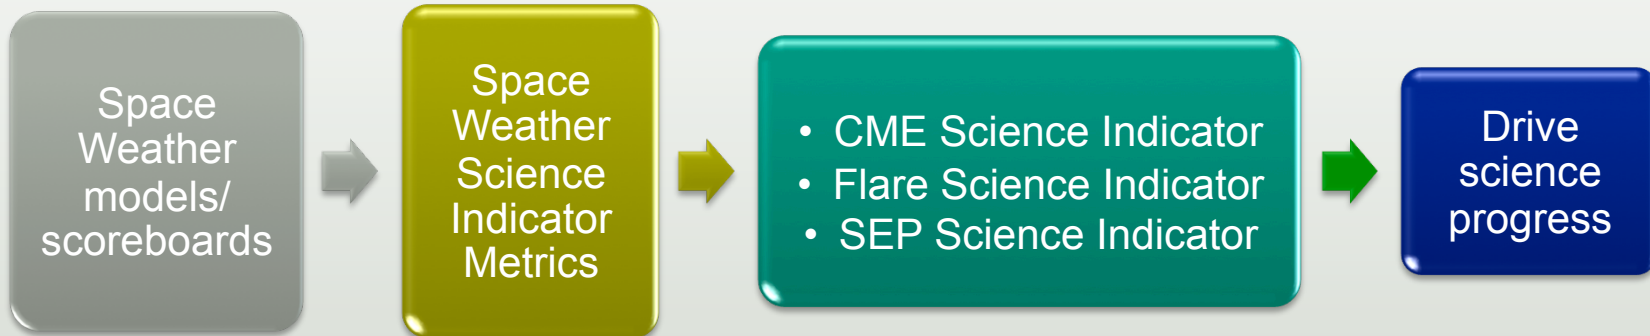 Space
Weather
models/
scoreboards
Space
Weather
Science
Indicator
Metrics
• CME Science Indicator
• Flare Science Indicator
• SEP Science Indicator
Drive
science
progress